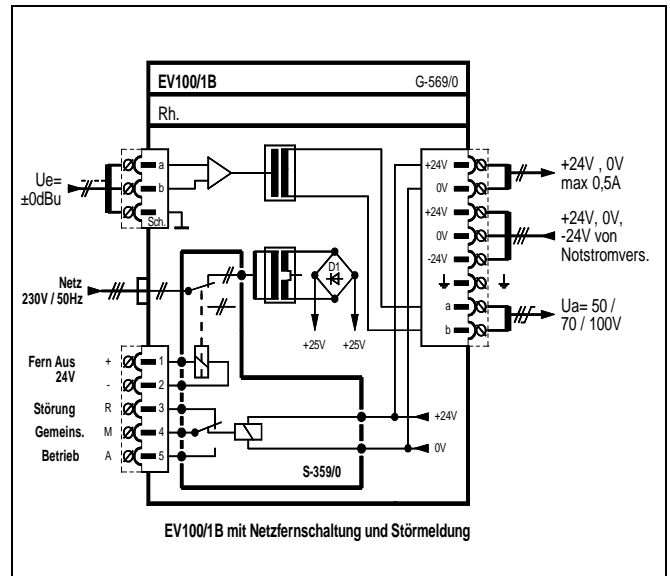 EV100/1B G-569/0
Rh.
Ue=
±0dBu
a
b
Sch.
Netz
230V / 50Hz
Fern Aus
24V
+ 1
- 2
Störung R 3
Gemeins. M 4
Betrieb A 5
D1
+25V +25V
+24V
0V
S-359/0
+24V
0V
+24V
0V
-24V
a
b
+24V , 0V
max 0,5A
+24V , 0V,
-24V von
Notstromvers.
Ua= 50 /
70 / 100V
EV100/1B mit Netzfernschaltung und Störmeldung